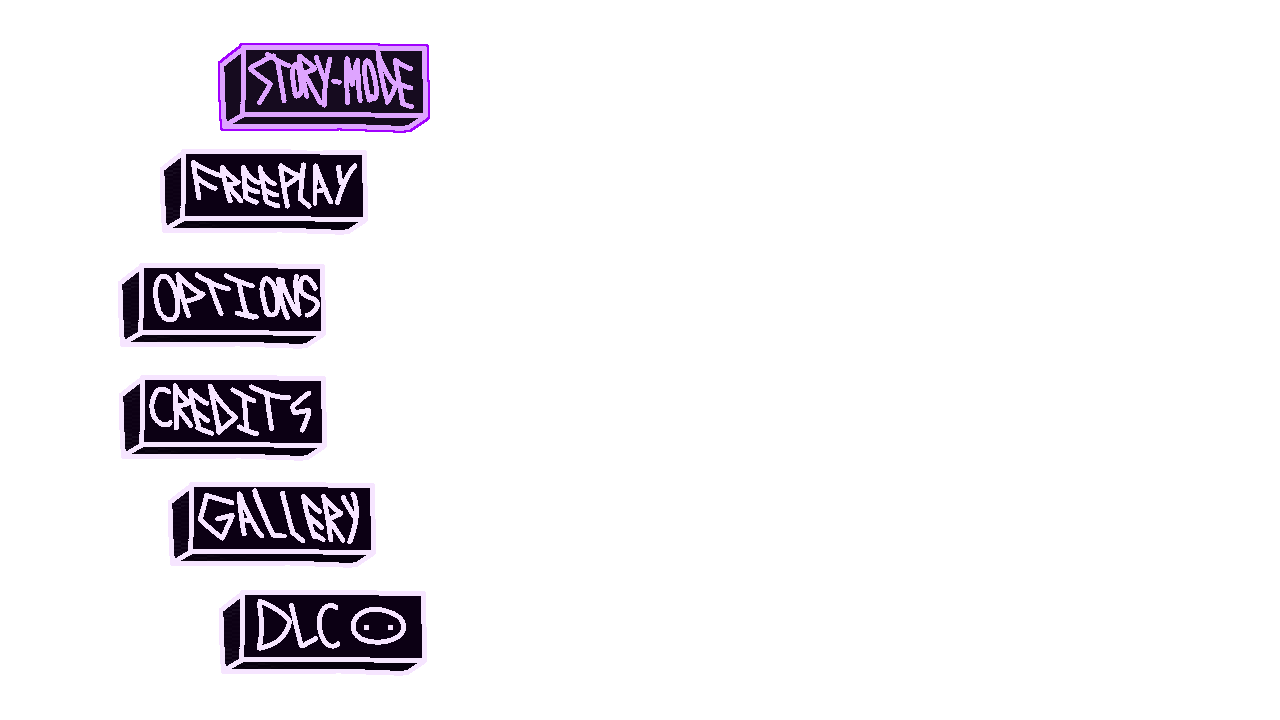 STORY-MODE
FREEPLAY
OPTIONS
CREDITS
GALLERY
DLC